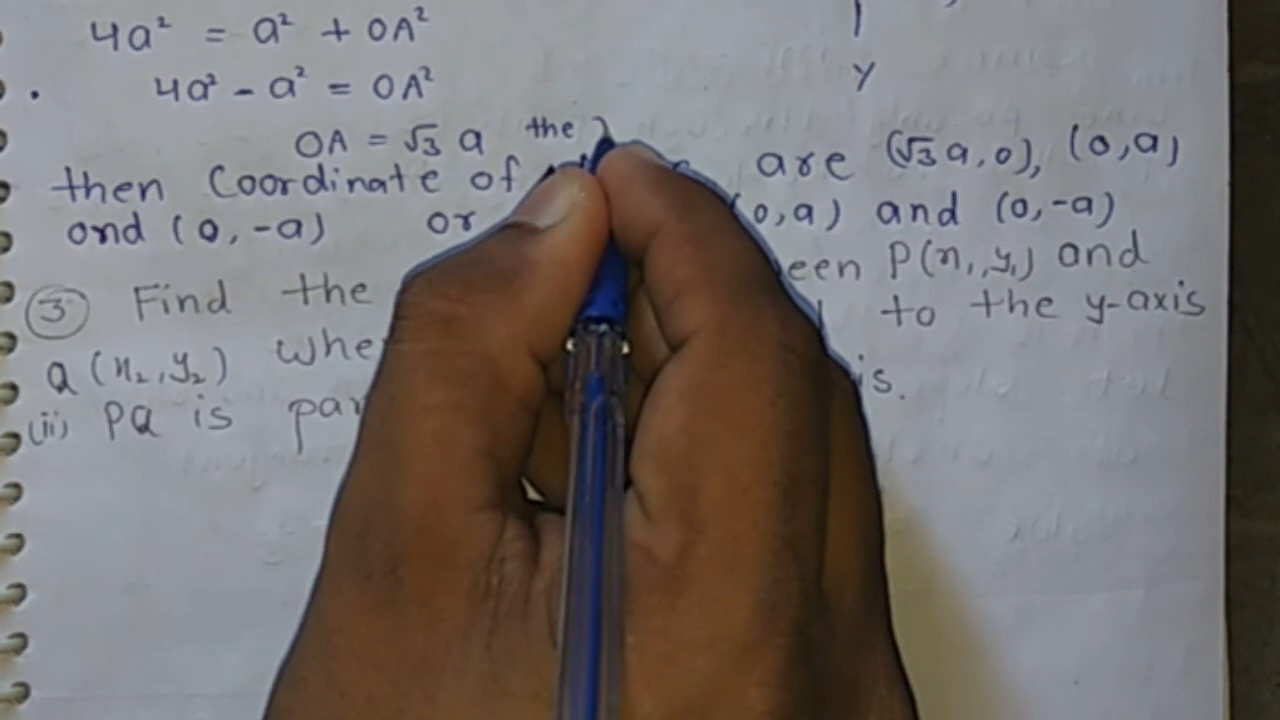 4a² = a² + OA²
4a² - a² = OA²
Y
OA = √3 a the
then Coordinate of are (√3 a, 0), (0, a)
and (0, -a) or (0, a) and (0, -a)
③ Find the een P(x₁, y₁) and
Q (x₂, y₂) whe to the y-axis
(ii) PQ is par is.